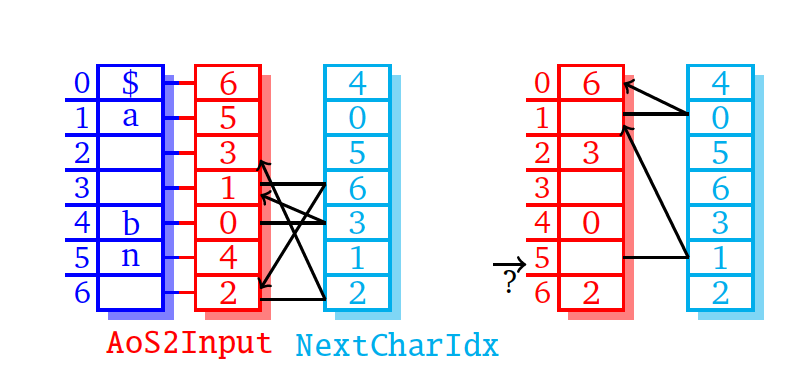 0 $ 6 4 0 6 4
1 a 5 0 1 0
2 3 5 2 3 5
3 1 6 3 6
4 b 0 3 4 0 3
5 n 4 1 5 1
6 2 2 ? 6 2 2
AoS2Input NextCharIdx